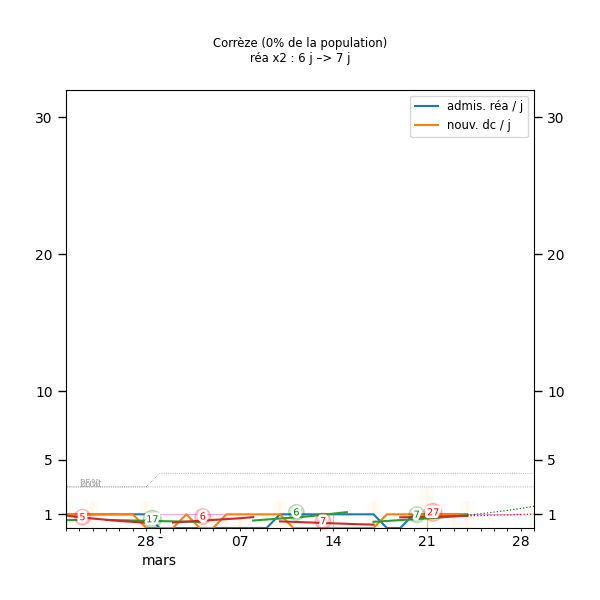 Corrèze (0% de la population)
réa x2 : 6 j –> 7 j
admis. réa / j
nouv. dc / j
30 30
20 20
10 10
5 5
1 1
5 17 6 6 7 7 27
28 07 14 21 28
mars